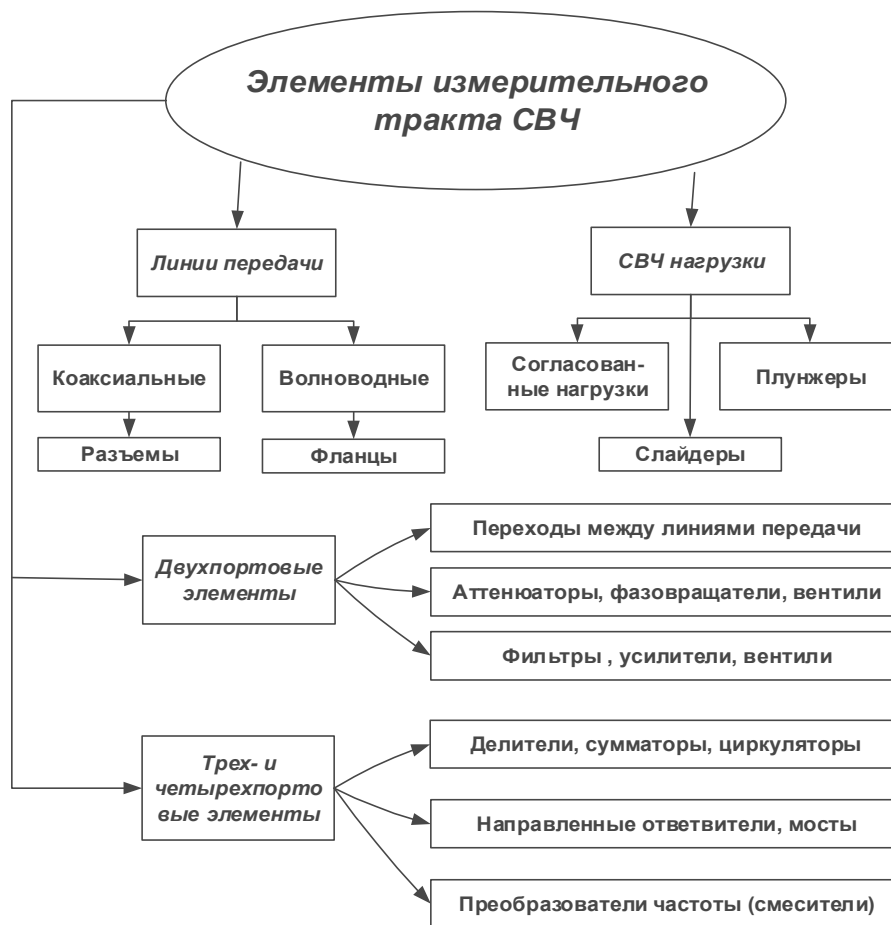 Элементы измерительного
тракта СВЧ
Линии передачи
СВЧ нагрузки
Коаксиальные
Волноводные
Согласован-
ные нагрузки
Плунжеры
Разъемы
Фланцы
Слайдеры
Двухпортовые
элементы
Переходы между линиями передачи
Аттенюаторы, фазовращатели, вентили
Фильтры , усилители, вентили
Трех- и
четырехпорто
вые элементы
Делители, сумматоры, циркуляторы
Направленные ответвители, мосты
Преобразователи частоты (смесители)